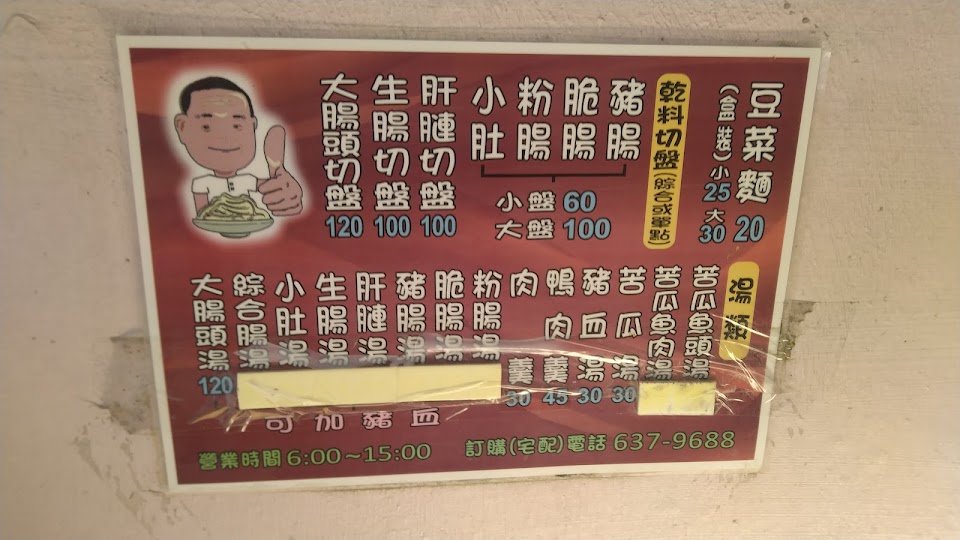 豆菜麵 20
(盒裝)小25 大30
乾料切盤(綜合或單點)
豬腸
脆腸
粉腸
小肚
小盤 60
大盤 100
肝腱切盤 100
生腸切盤 100
大腸頭切盤 120
湯類
苦瓜魚頭湯
苦瓜魚肉湯
苦瓜湯 30
豬血湯 30
鴨肉羹 45
肉羹 30
粉腸湯
脆腸湯
豬腸湯
肝腱湯
生腸湯
小肚湯
綜合腸湯
大腸頭湯 120
可加豬血
營業時間6:00~15:00 訂購(宅配)電話637-9688